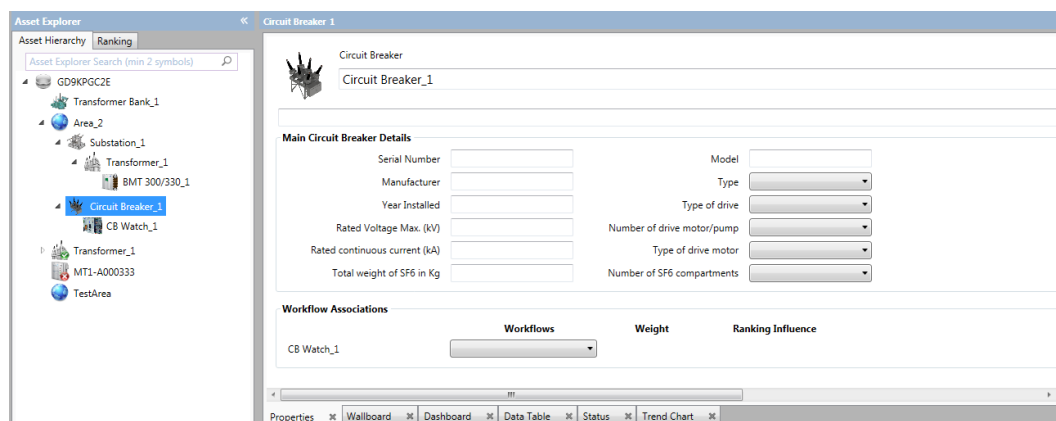 Asset Explorer
Asset Hierarchy Ranking
Asset Explorer Search (min 2 symbols)
GD9KPGC2E
Transformer Bank_1
Area_2
Substation_1
Transformer_1
BMT 300/330_1
Circuit Breaker_1
CB Watch_1
Transformer_1
MT1-A000333
TestArea
Circuit Breaker 1
Circuit Breaker
Circuit Breaker_1
Main Circuit Breaker Details
Serial Number Model
Manufacturer Type
Year Installed Type of drive
Rated Voltage Max. (kV) Number of drive motor/pump
Rated continuous current (kA) Type of drive motor
Total weight of SF6 in Kg Number of SF6 compartments
Workflow Associations
Workflows Weight Ranking Influence
CB Watch_1
Properties Wallboard Dashboard Data Table Status Trend Chart